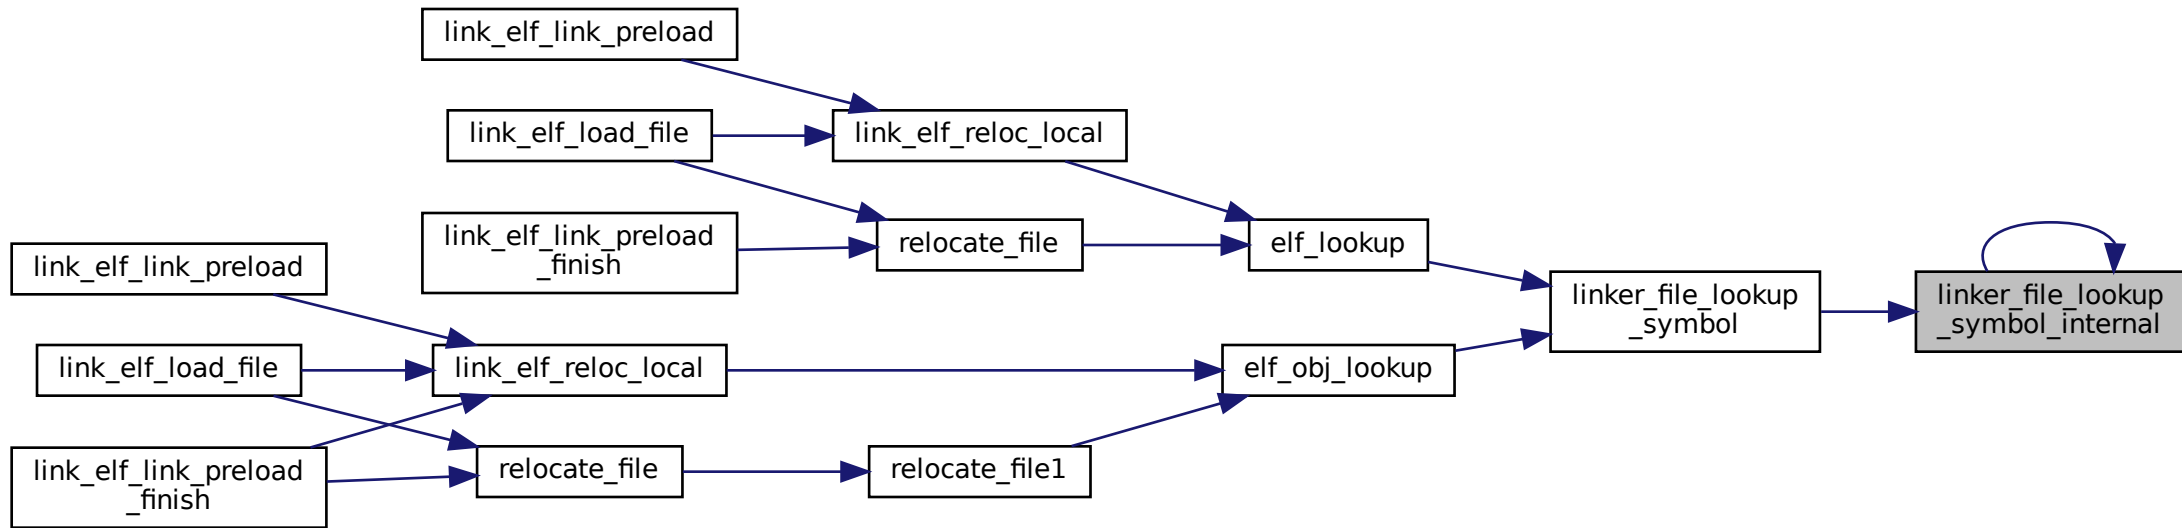 link_elf_link_preload
link_elf_load_file
link_elf_reloc_local
link_elf_link_preload
_finish
relocate_file
elf_lookup
link_elf_link_preload
linker_file_lookup
_symbol
linker_file_lookup
_symbol_internal
link_elf_load_file
link_elf_reloc_local
elf_obj_lookup
link_elf_link_preload
_finish
relocate_file
relocate_file1